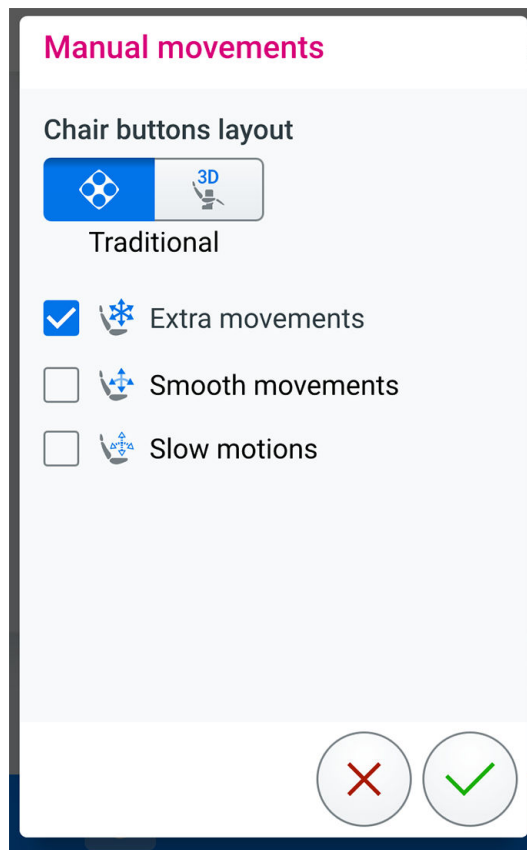 Manual movements
Chair buttons layout
3D
Traditional
Extra movements
Smooth movements
Slow motions